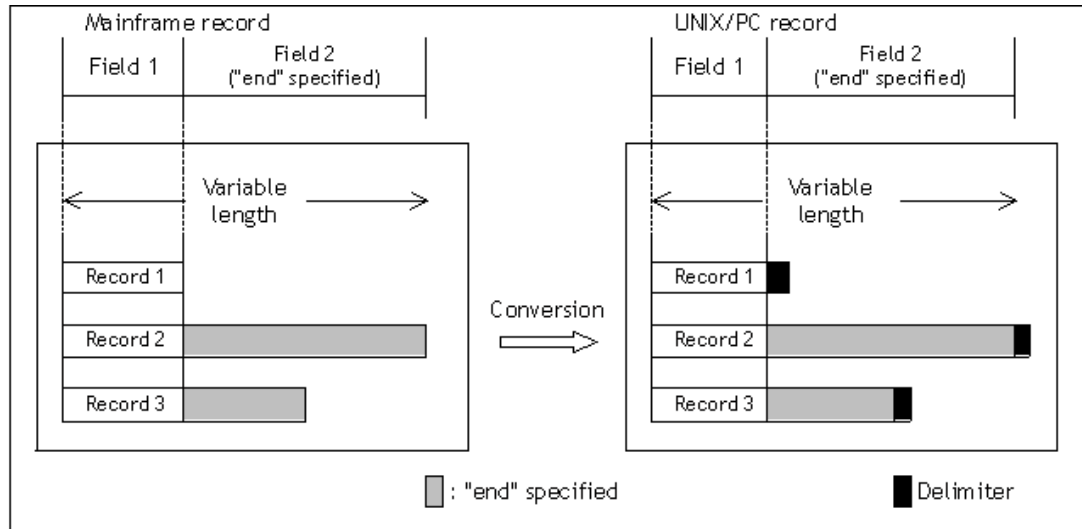 Mainframe record
Field 1
Field 2
("end" specified)
Variable
length
Record 1
Record 2
Record 3
Conversion
UNIX/PC record
Field 1
Field 2
("end" specified)
Variable
length
Record 1
Record 2
Record 3
: "end" specified
Delimiter